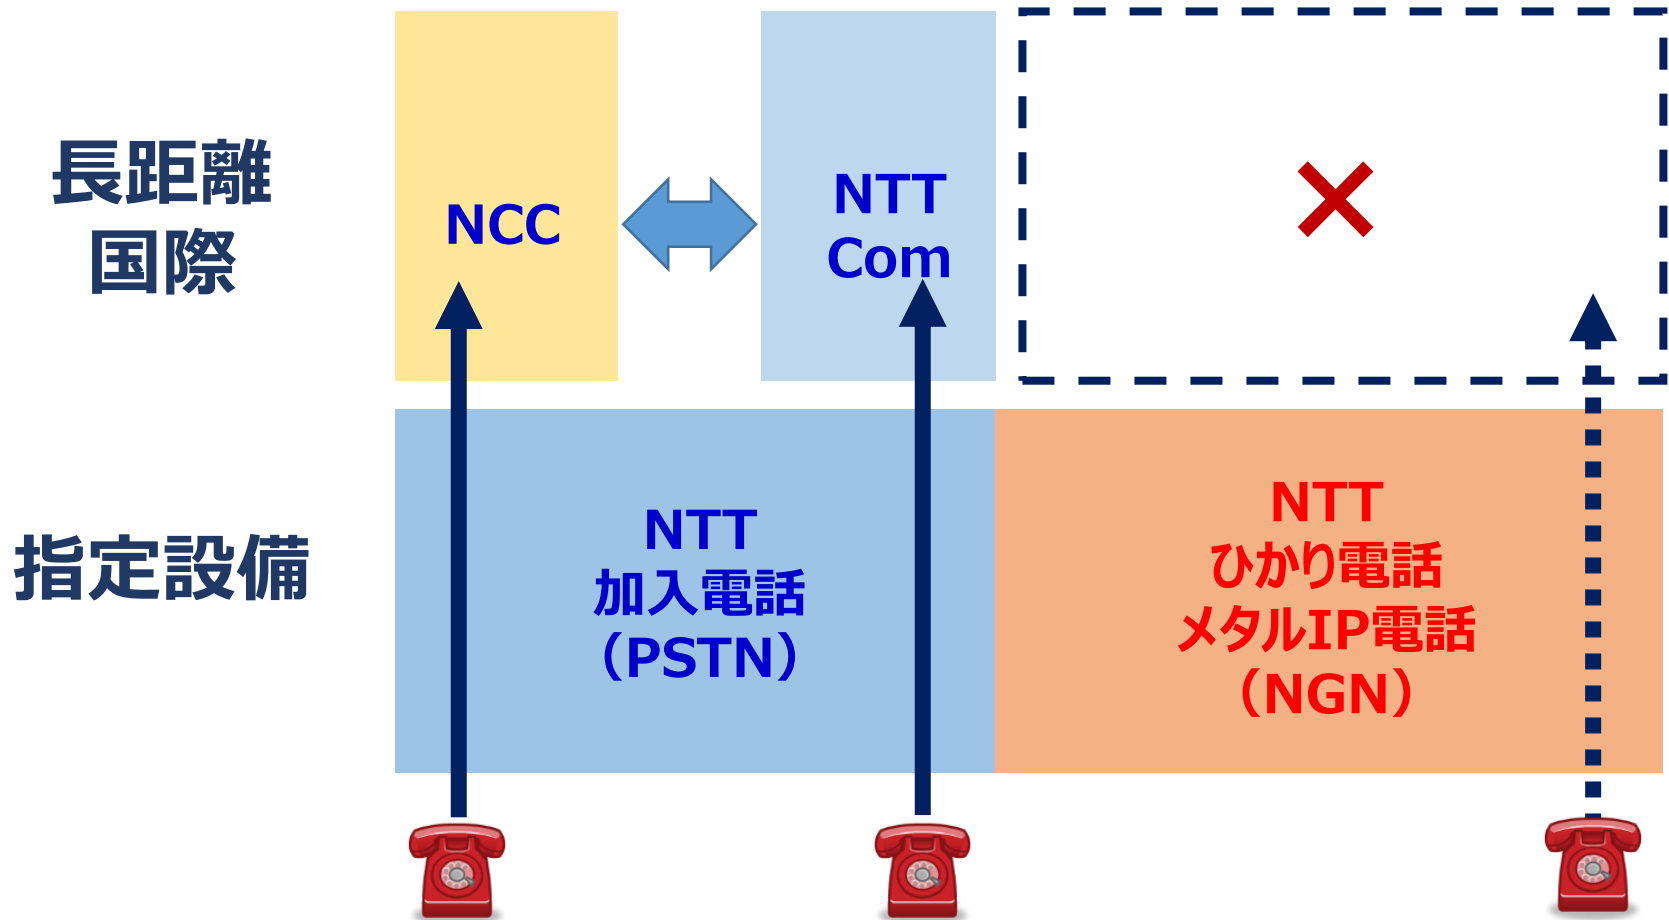 長距離
国際
NCC
NTT
Com
指定設備
NTT
加入電話
（PSTN）
NTT
ひかり電話
メタルIP電話
（NGN）